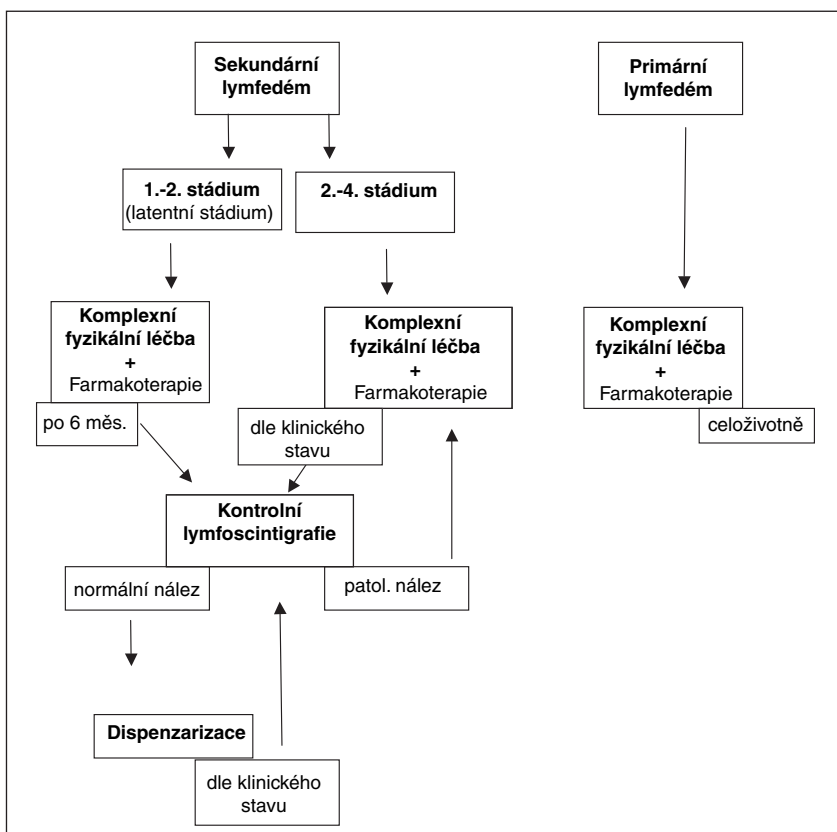 Sekundární
lymfedém
Primární
lymfedém
1.-2. stádium
(latentní stádium)
2.-4. stádium
Komplexní
fyzikální léčba
+
Farmakoterapie
po 6 měs.
Komplexní
fyzikální léčba
+
Farmakoterapie
dle klinického
stavu
Komplexní
fyzikální léčba
+
Farmakoterapie
celoživotně
Kontrolní
lymfoscintigrafie
normální nález
patol. nález
Dispenzarizace
dle klinického
stavu